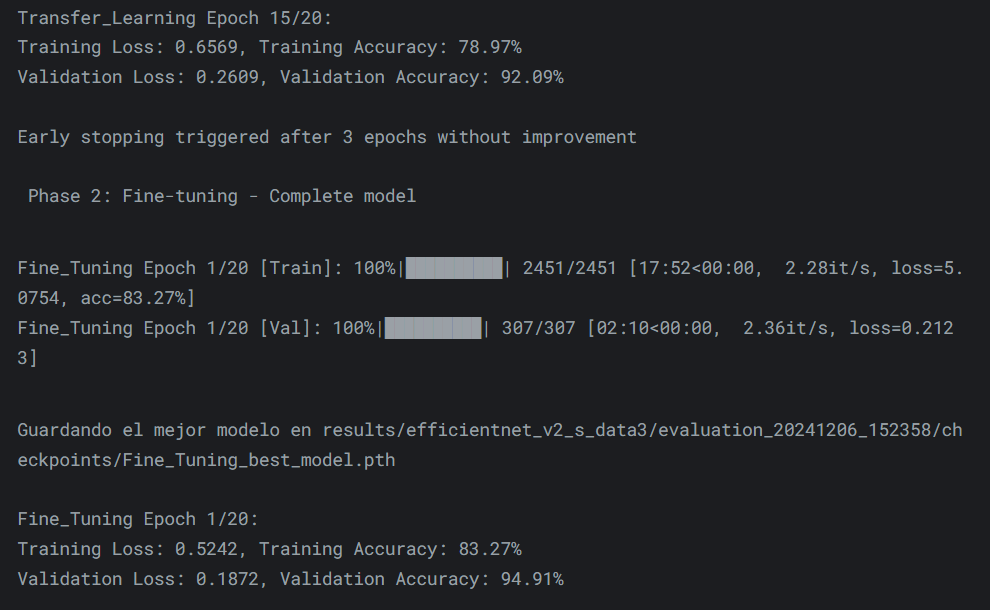 Transfer_Learning Epoch 15/20:
Training Loss: 0.6569, Training Accuracy: 78.97%
Validation Loss: 0.2609, Validation Accuracy: 92.09%
Early stopping triggered after 3 epochs without improvement
Phase 2: Fine-tuning - Complete model
Fine_Tuning Epoch 1/20 [Train]: 100%|██████████| 2451/2451 [17:52<00:00,  2.28it/s, loss=5.
0754, acc=83.27%]
Fine_Tuning Epoch 1/20 [Val]: 100%|██████████| 307/307 [02:10<00:00,  2.36it/s, loss=0.212
3]
Guardando el mejor modelo en results/efficientnet_v2_s_data3/evaluation_20241206_152358/ch
eckpoints/Fine_Tuning_best_model.pth
Fine_Tuning Epoch 1/20:
Training Loss: 0.5242, Training Accuracy: 83.27%
Validation Loss: 0.1872, Validation Accuracy: 94.91%